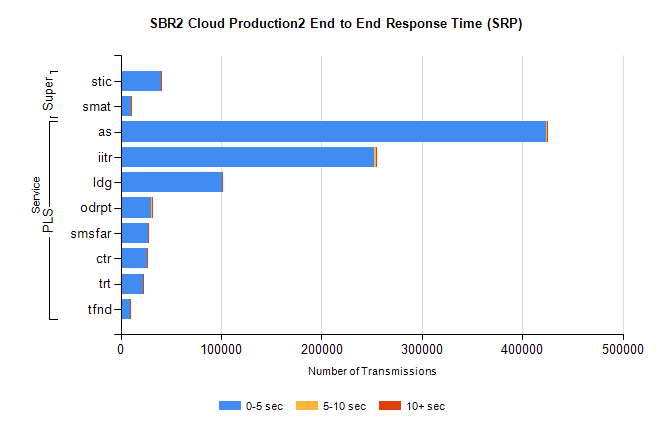 SBR2 Cloud Production2 End to End Response Time (SRP)
Service
Super
PLS
stic
smat
as
iitr
ldg
odrpt
smsfar
ctr
trt
tfnd
0 100000 200000 300000 400000 500000
Number of Transmissions
0-5 sec 5-10 sec 10+ sec